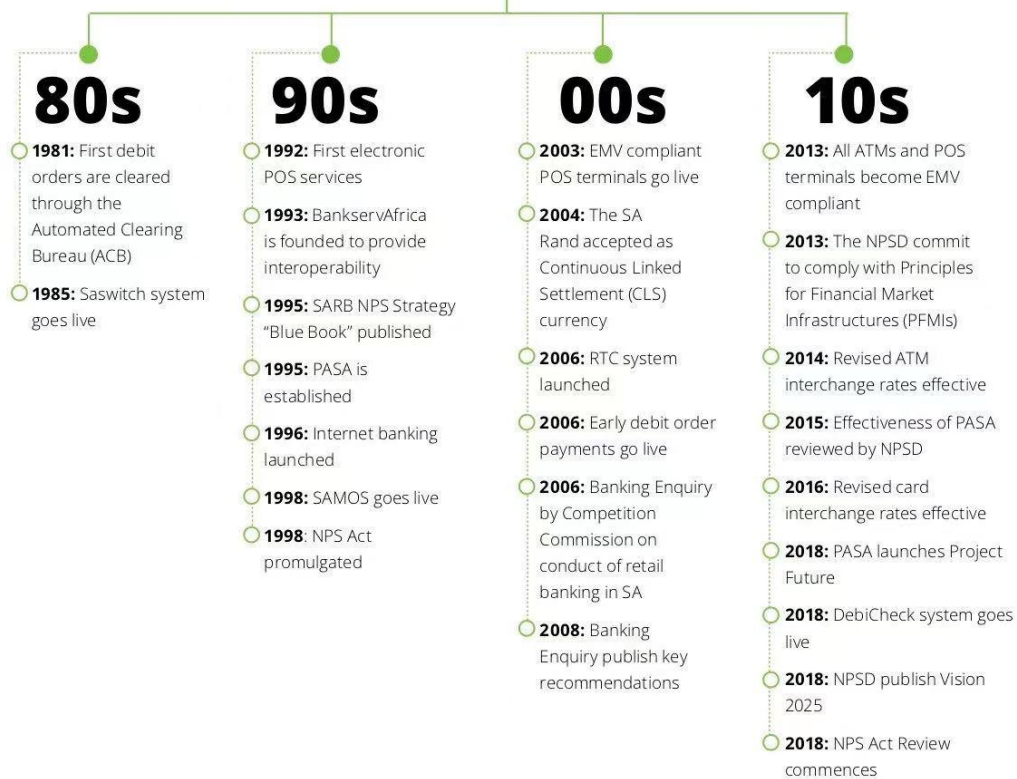 80s
1981: First debit
orders are cleared
through the
Automated Clearing
Bureau (ACB)
1985: Saswitch system
goes live
90s
1992: First electronic
POS services
1993: BankservAfrica
is founded to provide
interoperability
1995: SARB NPS Strategy
“Blue Book” published
1995: PASA is
established
1996: Internet banking
launched
1998: SAMOS goes live
1998: NPS Act
promulgated
00s
2003: EMV compliant
POS terminals go live
2004: The SA
Rand accepted as
Continuous Linked
Settlement (CLS)
currency
2006: RTC system
launched
2006: Early debit order
payments go live
2006: Banking Enquiry
by Competition
Commission on
conduct of retail
banking in SA
2008: Banking
Enquiry publish key
recommendations
10s
2013: All ATMs and POS
terminals become EMV
compliant
2013: The NPSD commit
to comply with Principles
for Financial Market
Infrastructures (PFMIs)
2014: Revised ATM
interchange rates effective
2015: Effectiveness of PASA
reviewed by NPSD
2016: Revised card
interchange rates effective
2018: PASA launches Project
Future
2018: DebiCheck system goes
live
2018: NPSD publish Vision
2025
2018: NPS Act Review
commences